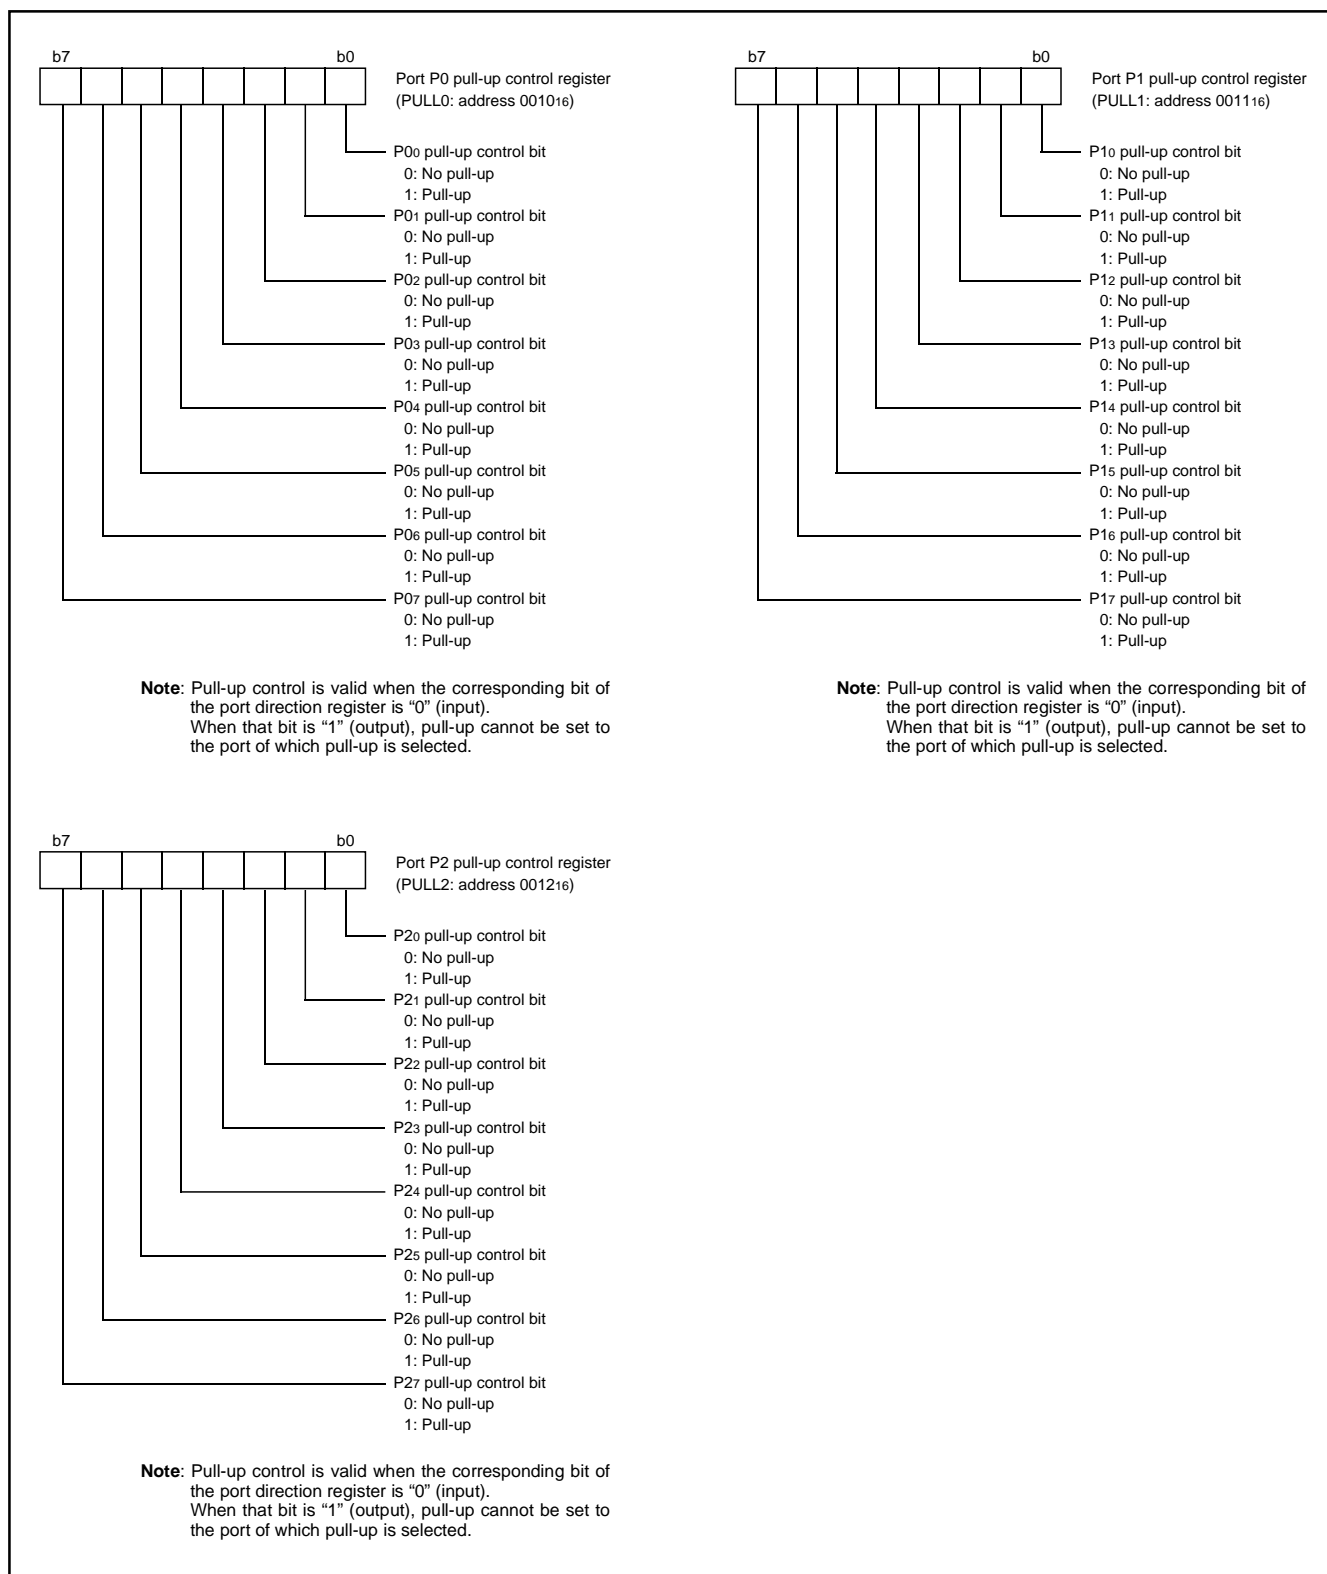 b7 b0
Port P0 pull-up control register
(PULL0: address 001016)
P00 pull-up control bit
0: No pull-up
1: Pull-up
P01 pull-up control bit
0: No pull-up
1: Pull-up
P02 pull-up control bit
0: No pull-up
1: Pull-up
P03 pull-up control bit
0: No pull-up
1: Pull-up
P04 pull-up control bit
0: No pull-up
1: Pull-up
P05 pull-up control bit
0: No pull-up
1: Pull-up
P06 pull-up control bit
0: No pull-up
1: Pull-up
P07 pull-up control bit
0: No pull-up
1: Pull-up
Note: Pull-up control is valid when the corresponding bit of
the port direction register is “0” (input).
When that bit is “1” (output), pull-up cannot be set to
the port of which pull-up is selected.
b7 b0
Port P1 pull-up control register
(PULL1: address 001116)
P10 pull-up control bit
0: No pull-up
1: Pull-up
P11 pull-up control bit
0: No pull-up
1: Pull-up
P12 pull-up control bit
0: No pull-up
1: Pull-up
P13 pull-up control bit
0: No pull-up
1: Pull-up
P14 pull-up control bit
0: No pull-up
1: Pull-up
P15 pull-up control bit
0: No pull-up
1: Pull-up
P16 pull-up control bit
0: No pull-up
1: Pull-up
P17 pull-up control bit
0: No pull-up
1: Pull-up
Note: Pull-up control is valid when the corresponding bit of
the port direction register is “0” (input).
When that bit is “1” (output), pull-up cannot be set to
the port of which pull-up is selected.
b7 b0
Port P2 pull-up control register
(PULL2: address 001216)
P20 pull-up control bit
0: No pull-up
1: Pull-up
P21 pull-up control bit
0: No pull-up
1: Pull-up
P22 pull-up control bit
0: No pull-up
1: Pull-up
P23 pull-up control bit
0: No pull-up
1: Pull-up
P24 pull-up control bit
0: No pull-up
1: Pull-up
P25 pull-up control bit
0: No pull-up
1: Pull-up
P26 pull-up control bit
0: No pull-up
1: Pull-up
P27 pull-up control bit
0: No pull-up
1: Pull-up
Note: Pull-up control is valid when the corresponding bit of
the port direction register is “0” (input).
When that bit is “1” (output), pull-up cannot be set to
the port of which pull-up is selected.